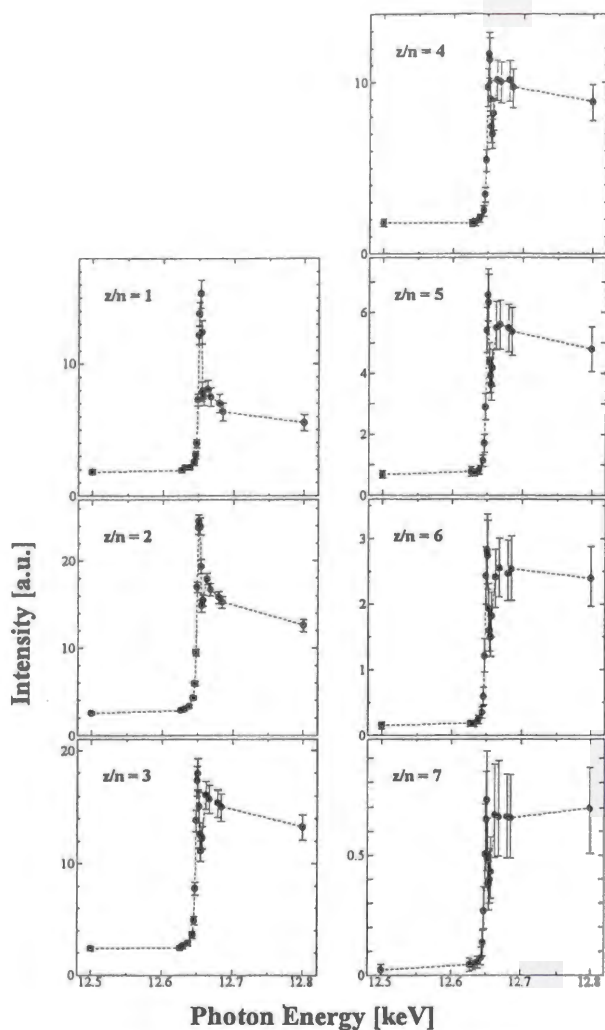 Intensity [a.u.]
z/n = 1
10
0
z/n = 2
20
10
0
z/n = 3
20
10
0
12.5 12.6 12.7 12.8
z/n = 4
10
0
z/n = 5
6
4
2
0
z/n = 6
3
2
1
0
z/n = 7
0.5
0
12.5 12.6 12.7 12.8
Photon Energy [keV]